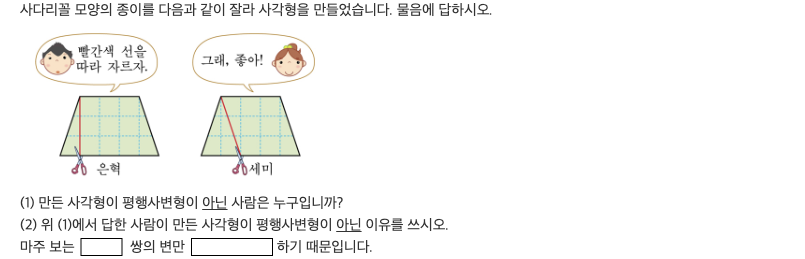 사다리꼴 모양의 종이를 다음과 같이 잘라 사각형을 만들었습니다. 물음에 답하시오.
빨간색 선을
따라 자르자.
그래, 좋아!
은혁
세미
(1) 만든 사각형이 평행사변형이 아닌 사람은 누구입니까?
(2) 위 (1)에서 답한 사람이 만든 사각형이 평행사변형이 아닌 이유를 쓰시오.
마주 보는 쌍의 변만 하기 때문입니다.